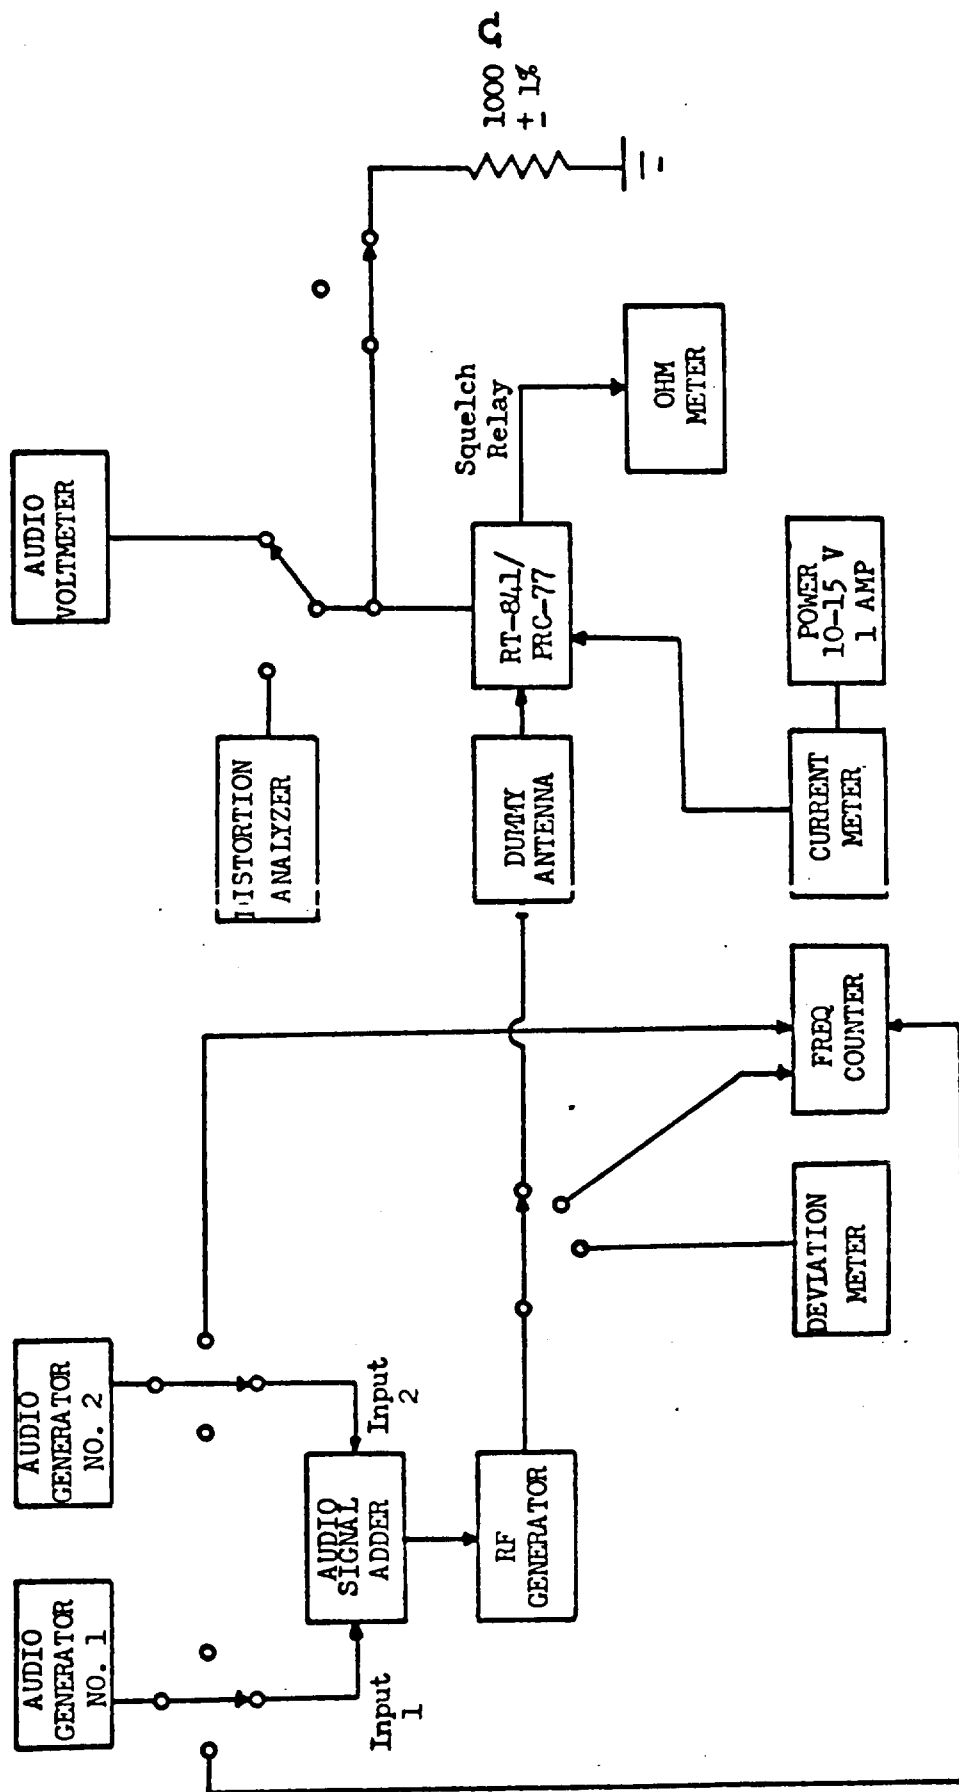 AUDIO
GENERATOR
NO. 1
AUDIO
GENERATOR
NO. 2
DISTORTION
ANALYZER
AUDIO
VOLTMETER
Input
1
AUDIO
SIGNAL
ADDER
Input
2
1000 Ω
± 1%
RF
GENERATOR
DUMMY
ANTENNA
RT-841/
PRC-77
Squelch
Relay
OHM
METER
DEVIATION
METER
FREQ
COUNTER
CURRENT
METER
POWER
10-15 V
1 AMP